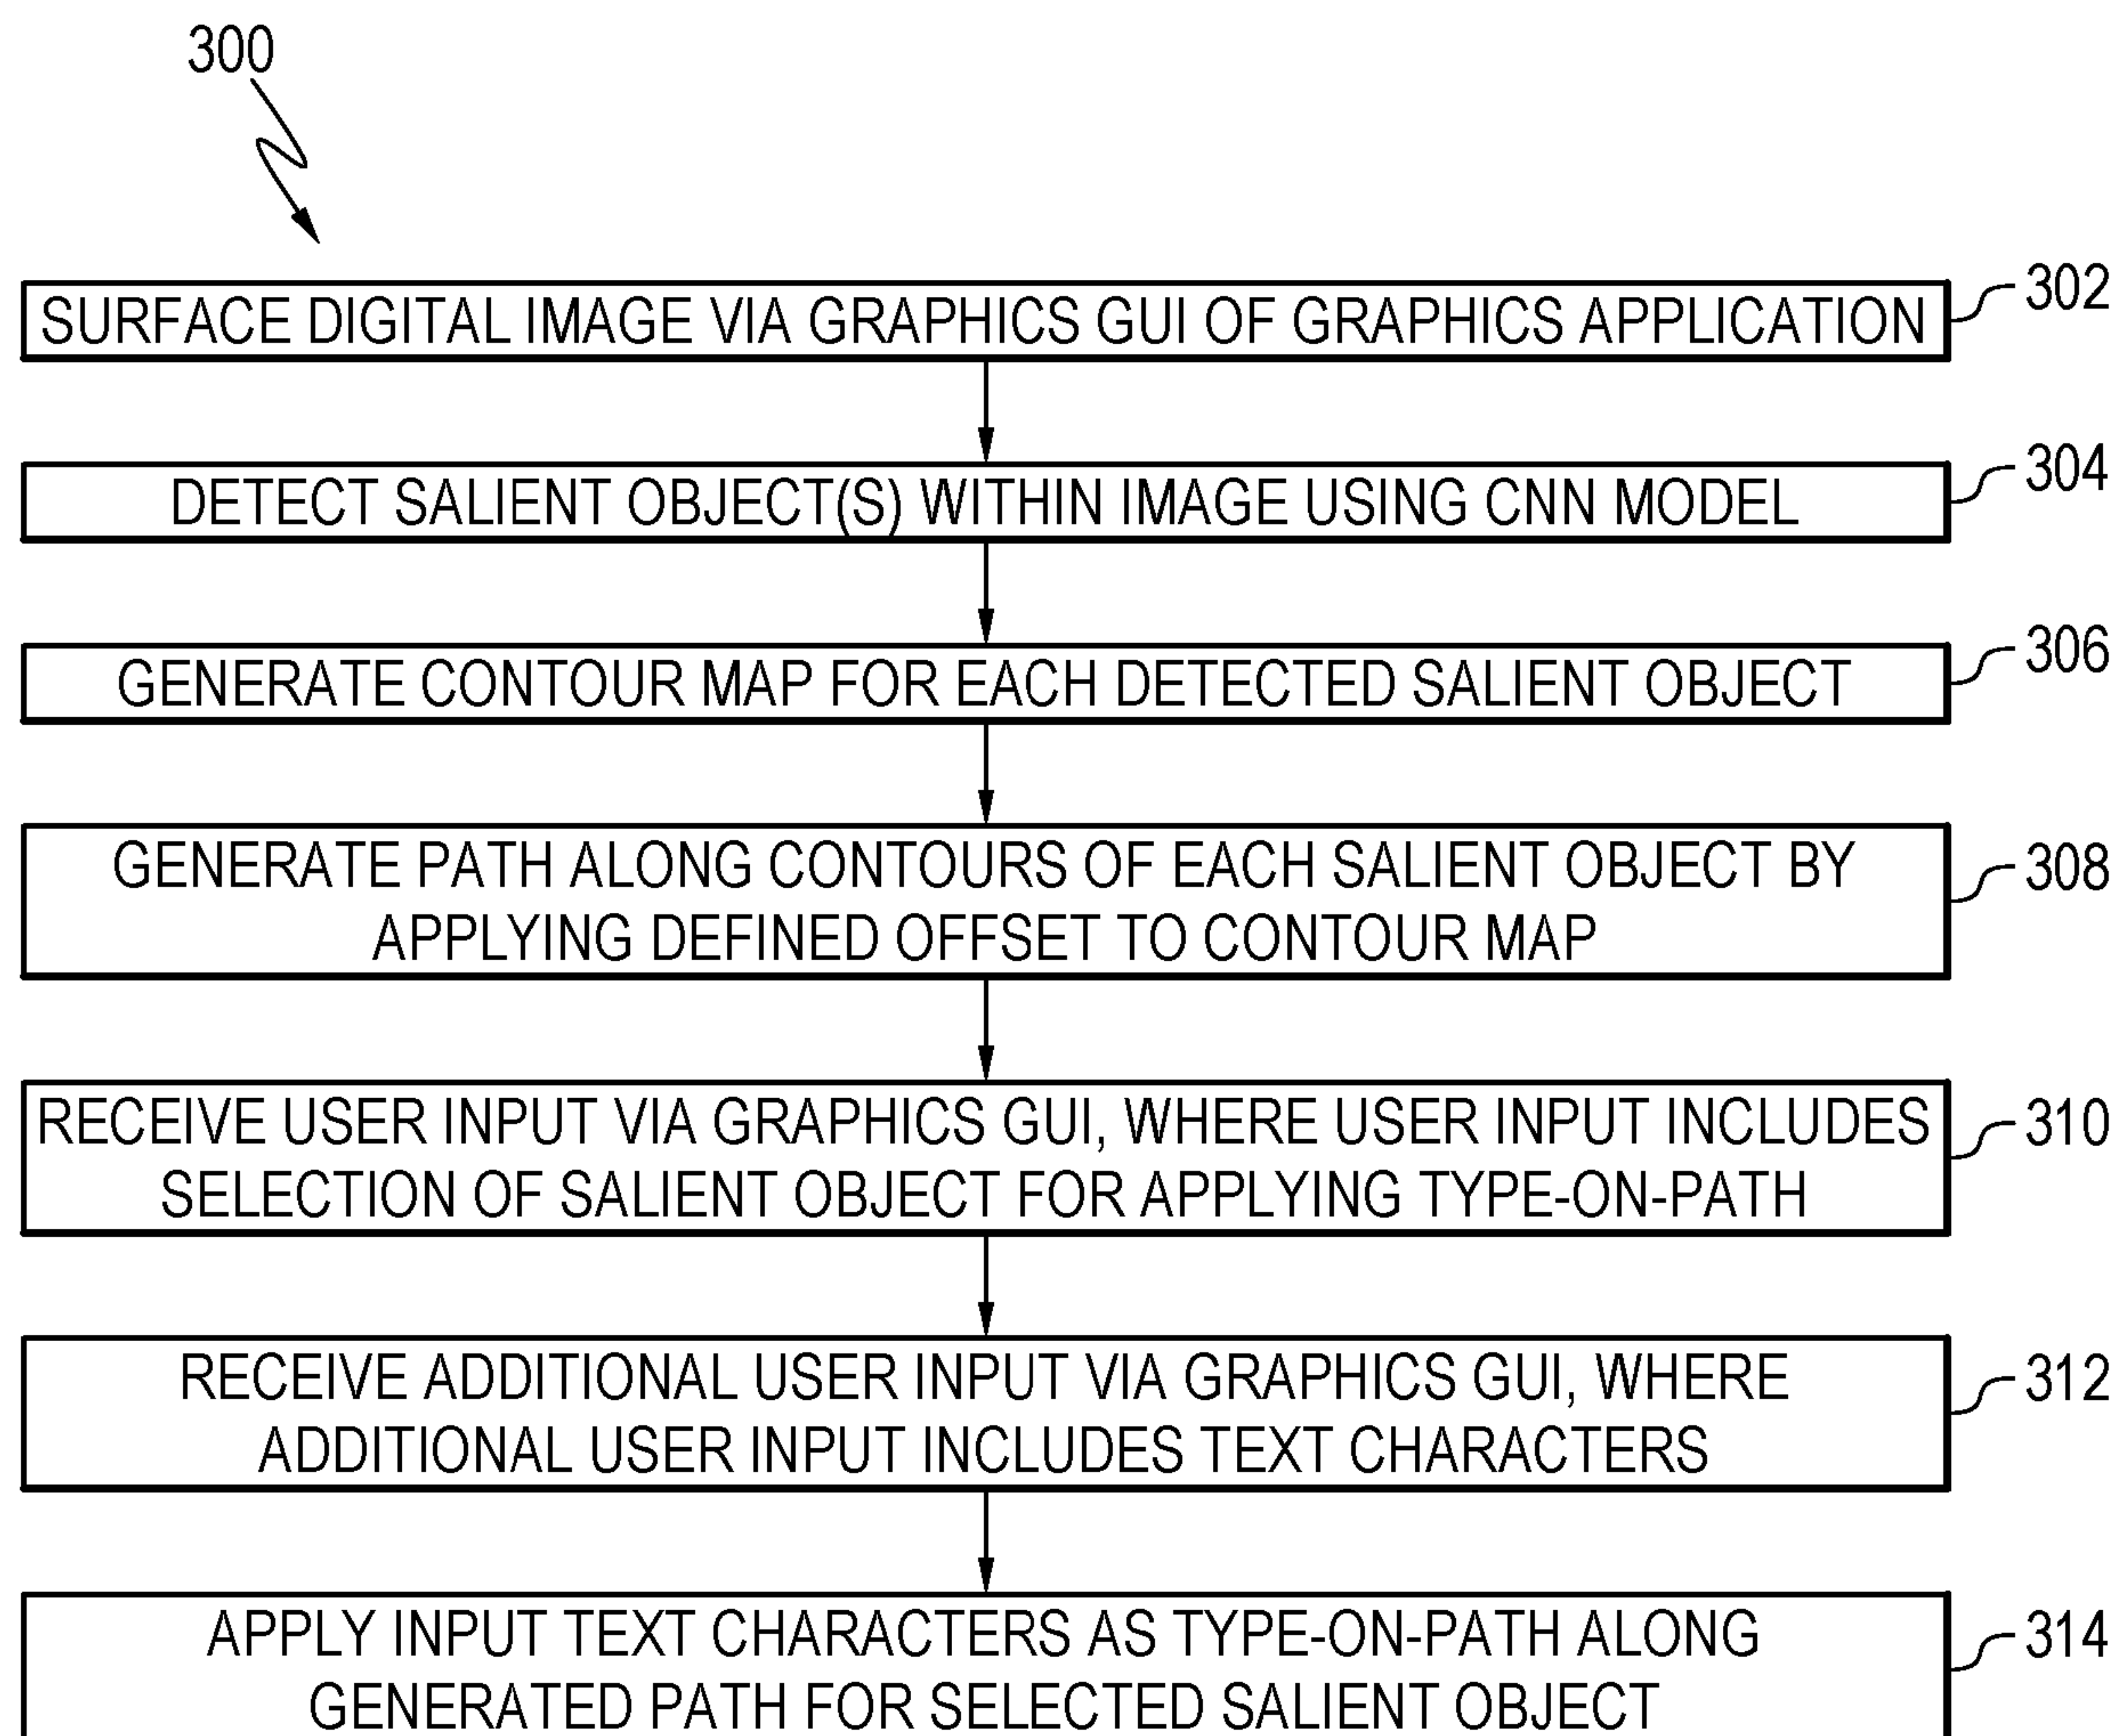 300
SURFACE DIGITAL IMAGE VIA GRAPHICS GUI OF GRAPHICS APPLICATION
302
DETECT SALIENT OBJECT(S) WITHIN IMAGE USING CNN MODEL
304
GENERATE CONTOUR MAP FOR EACH DETECTED SALIENT OBJECT
306
GENERATE PATH ALONG CONTOURS OF EACH SALIENT OBJECT BY
APPLYING DEFINED OFFSET TO CONTOUR MAP
308
RECEIVE USER INPUT VIA GRAPHICS GUI, WHERE USER INPUT INCLUDES
SELECTION OF SALIENT OBJECT FOR APPLYING TYPE-ON-PATH
310
RECEIVE ADDITIONAL USER INPUT VIA GRAPHICS GUI, WHERE
ADDITIONAL USER INPUT INCLUDES TEXT CHARACTERS
312
APPLY INPUT TEXT CHARACTERS AS TYPE-ON-PATH ALONG
GENERATED PATH FOR SELECTED SALIENT OBJECT
314